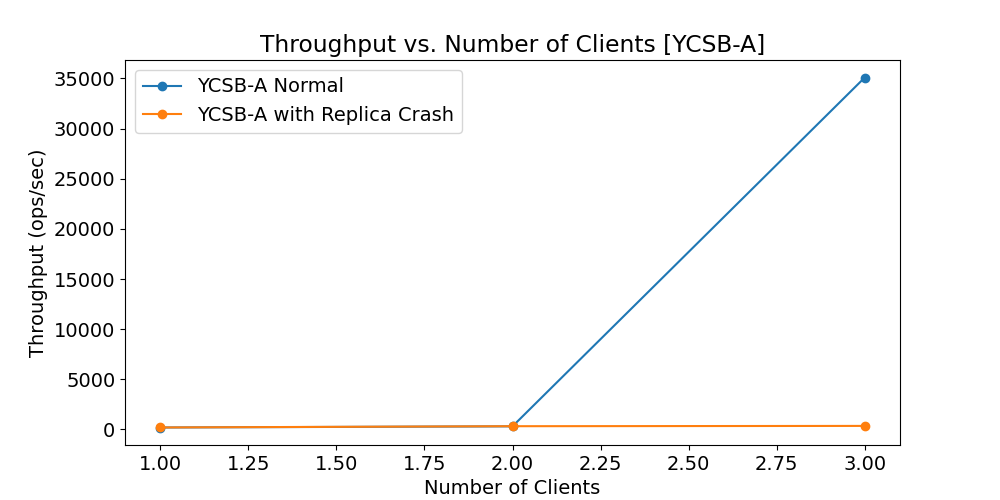 Throughput vs. Number of Clients [YCSB-A]
YCSB-A Normal
YCSB-A with Replica Crash
Throughput (ops/sec)
35000
30000
25000
20000
15000
10000
5000
0
1.00 1.25 1.50 1.75 2.00 2.25 2.50 2.75 3.00
Number of Clients